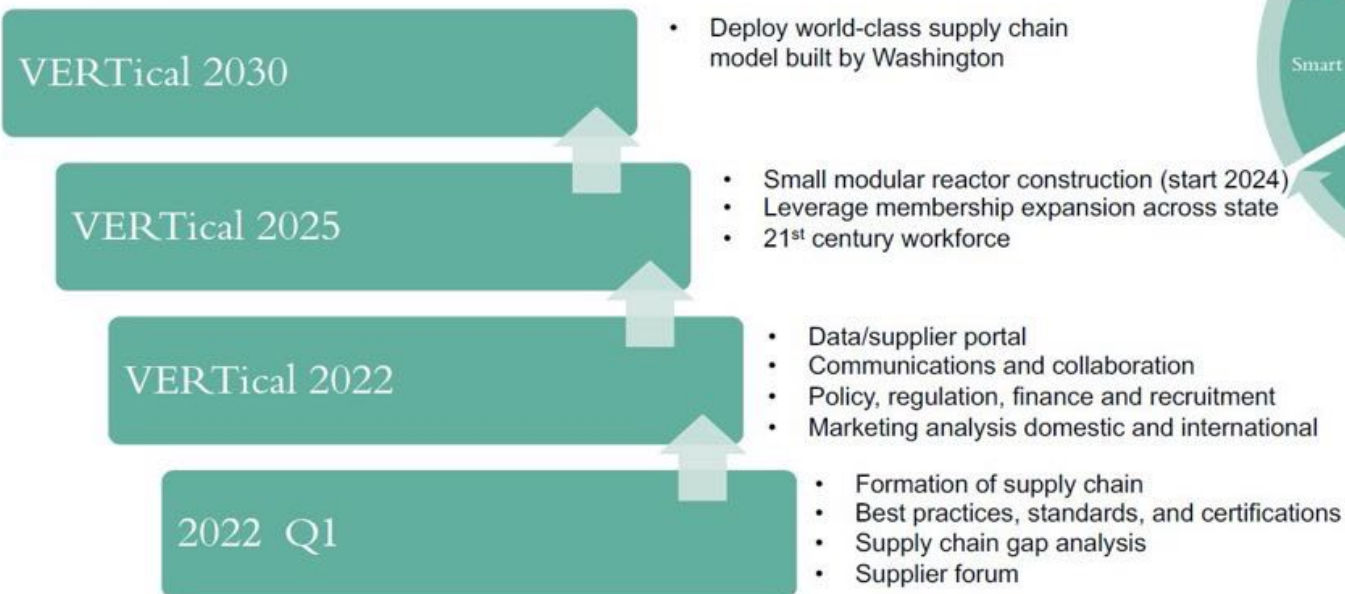 VERTical 2030
• Deploy world-class supply chain
model built by Washington
Smart
VERTical 2025
• Small modular reactor construction (start 2024)
• Leverage membership expansion across state
• 21st century workforce
VERTical 2022
• Data/supplier portal
• Communications and collaboration
• Policy, regulation, finance and recruitment
• Marketing analysis domestic and international
2022 Q1
• Formation of supply chain
• Best practices, standards, and certifications
• Supply chain gap analysis
• Supplier forum